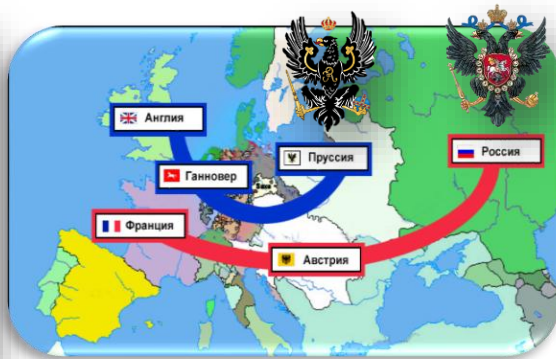 Англия
Пруссия
Россия
Ганновер
Франция
Австрия